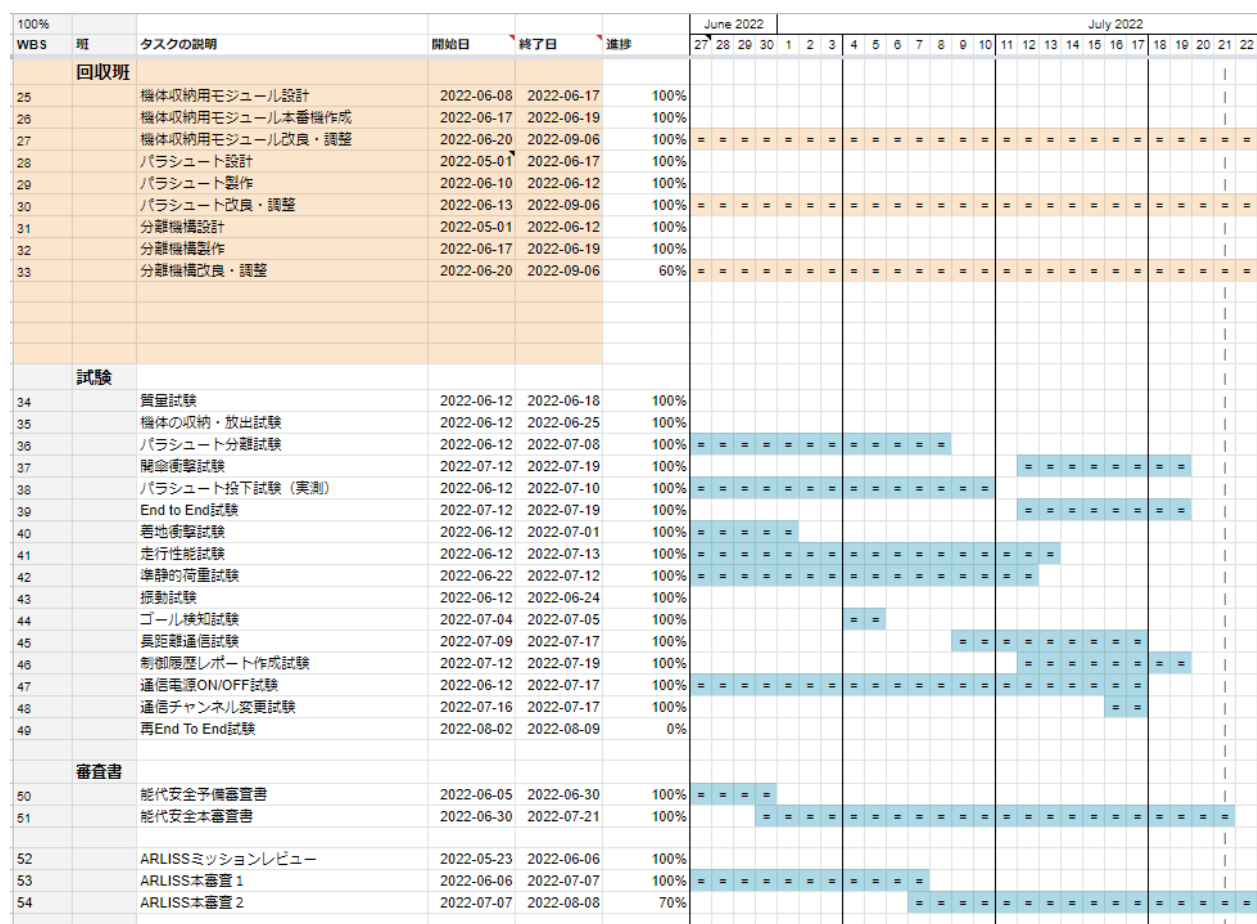 100% June 2022 July 2022
WBS 班 タスクの説明 開始日 終了日 進捗 27 28 29 30 1 2 3 4 5 6 7 8 9 10 11 12 13 14 15 16 17 18 19 20 21 22
回収班
25 機体収納用モジュール設計 2022-06-08 2022-06-17 100%
26 機体収納用モジュール本番機作成 2022-06-17 2022-06-19 100%
27 機体収納用モジュール改良・調整 2022-06-20 2022-09-06 100% = = = = = = = = = = = = = = = = = = = = = = = = = =
28 パラシュート設計 2022-05-01 2022-06-17 100%
29 パラシュート製作 2022-06-10 2022-06-12 100%
30 パラシュート改良・調整 2022-06-13 2022-09-06 100% = = = = = = = = = = = = = = = = = = = = = = = = = =
31 分離機構設計 2022-05-01 2022-06-12 100%
32 分離機構製作 2022-06-17 2022-06-19 100%
33 分離機構改良・調整 2022-06-20 2022-09-06 60% = = = = = = = = = = = = = = = = = = = = = = = = = =
試験
34 質量試験 2022-06-12 2022-06-18 100%
35 機体の収納・放出試験 2022-06-12 2022-06-25 100%
36 パラシュート分離試験 2022-06-12 2022-07-08 100% = = = = = = = = = = = =
37 開傘衝撃試験 2022-07-12 2022-07-19 100% = = = = = = = =
38 パラシュート投下試験（実測） 2022-06-12 2022-07-10 100% = = = = = = = = = = = = = =
39 End to End試験 2022-07-12 2022-07-19 100% = = = = = = = =
40 着地衝撃試験 2022-06-12 2022-07-01 100% = = = = =
41 走行性能試験 2022-06-12 2022-07-13 100% = = = = = = = = = = = = = = = = =
42 準静的荷重試験 2022-06-22 2022-07-12 100% = = = = = = = = = = = = = = = =
43 振動試験 2022-06-12 2022-06-24 100%
44 ゴール検知試験 2022-07-04 2022-07-05 100% = =
45 長距離通信試験 2022-07-09 2022-07-17 100% = = = = = = = = =
46 制御履歴レポート作成試験 2022-07-12 2022-07-19 100% = = = = = = = =
47 通信電源ON/OFF試験 2022-06-12 2022-07-17 100% = = = = = = = = = = = = = = = = = = = = =
48 通信チャンネル変更試験 2022-07-16 2022-07-17 100% = =
49 再End To End試験 2022-08-02 2022-08-09 0%
審査書
50 能代安全予備審査書 2022-06-05 2022-06-30 100% = = = =
51 能代安全本審査書 2022-06-30 2022-07-21 100% = = = = = = = = = = = = = = = = = = = = = =
52 ARLISSミッションレビュー 2022-05-23 2022-06-06 100%
53 ARLISS本審査１ 2022-06-06 2022-07-07 100% = = = = = = = = = = =
54 ARLISS本審査２ 2022-07-07 2022-08-08 70% = = = = = = = = = = = = = = = =